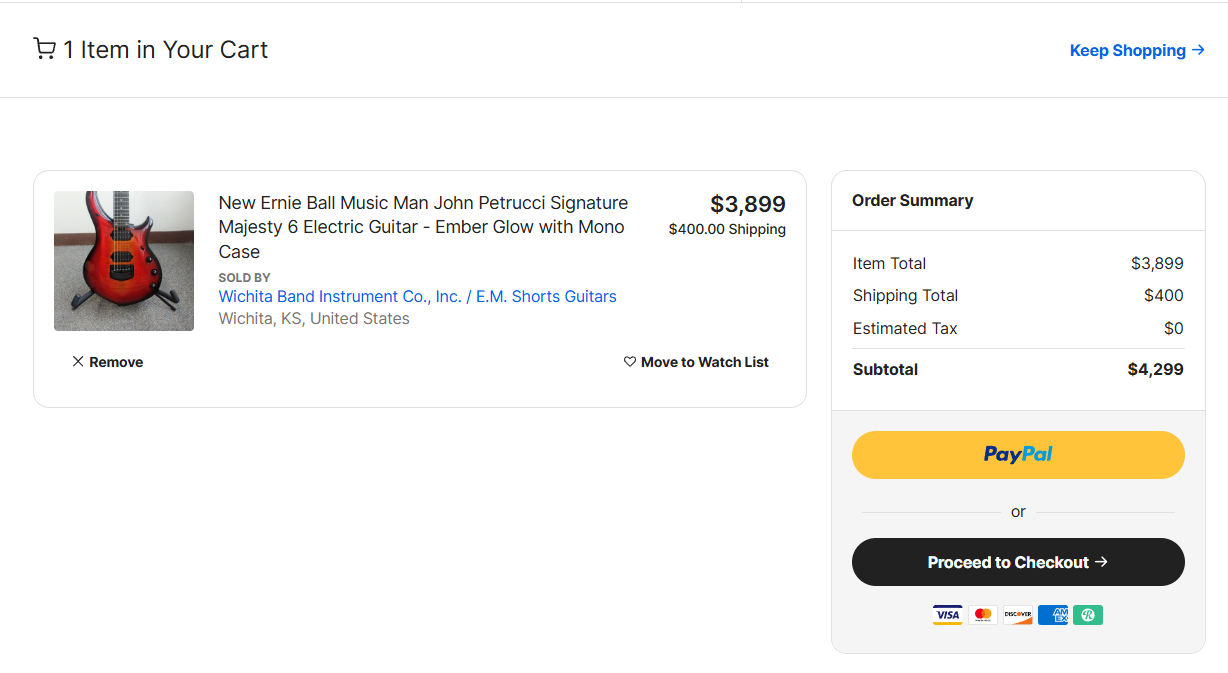 1 Item in Your Cart
Keep Shopping →
New Ernie Ball Music Man John Petrucci Signature
Majesty 6 Electric Guitar - Ember Glow with Mono
Case
$3,899
$400.00 Shipping
SOLD BY
Wichita Band Instrument Co., Inc. / E.M. Shorts Guitars
Wichita, KS, United States
Remove
Move to Watch List
Order Summary
Item Total $3,899
Shipping Total $400
Estimated Tax $0
Subtotal $4,299
PayPal
or
Proceed to Checkout →
VISA
mastercard
DISCOVER
AM
EX